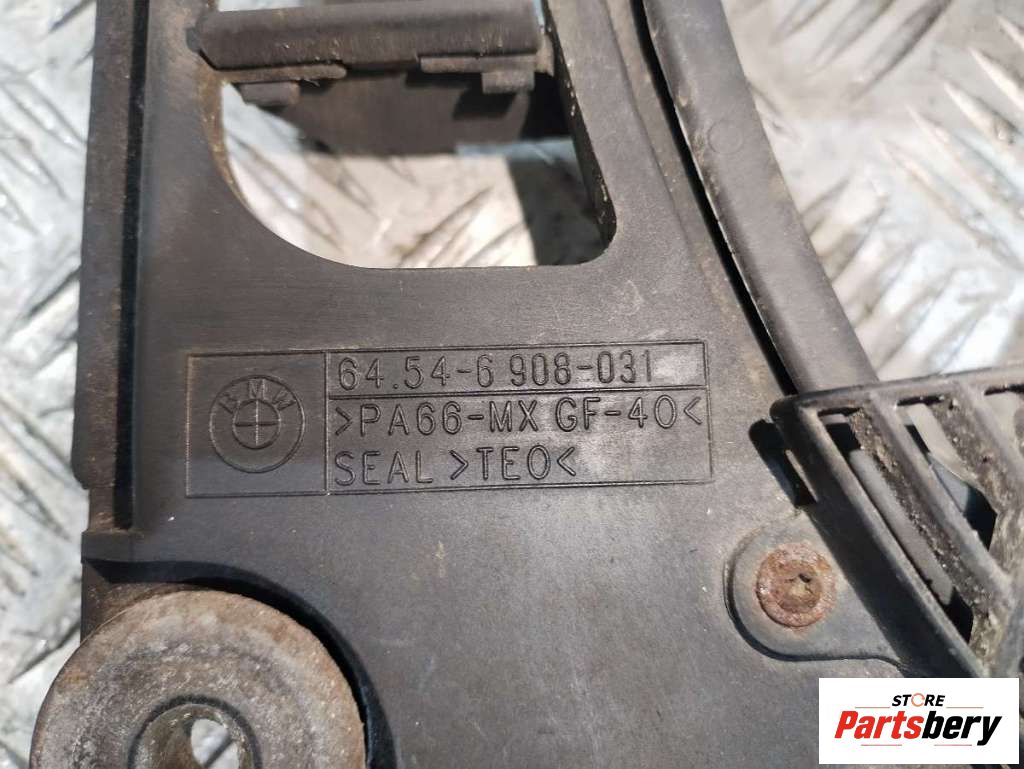 64.54-6 908-031
BMW
>PA66-MX GF-40<
SEAL >TEO<
STORE
Partsbery